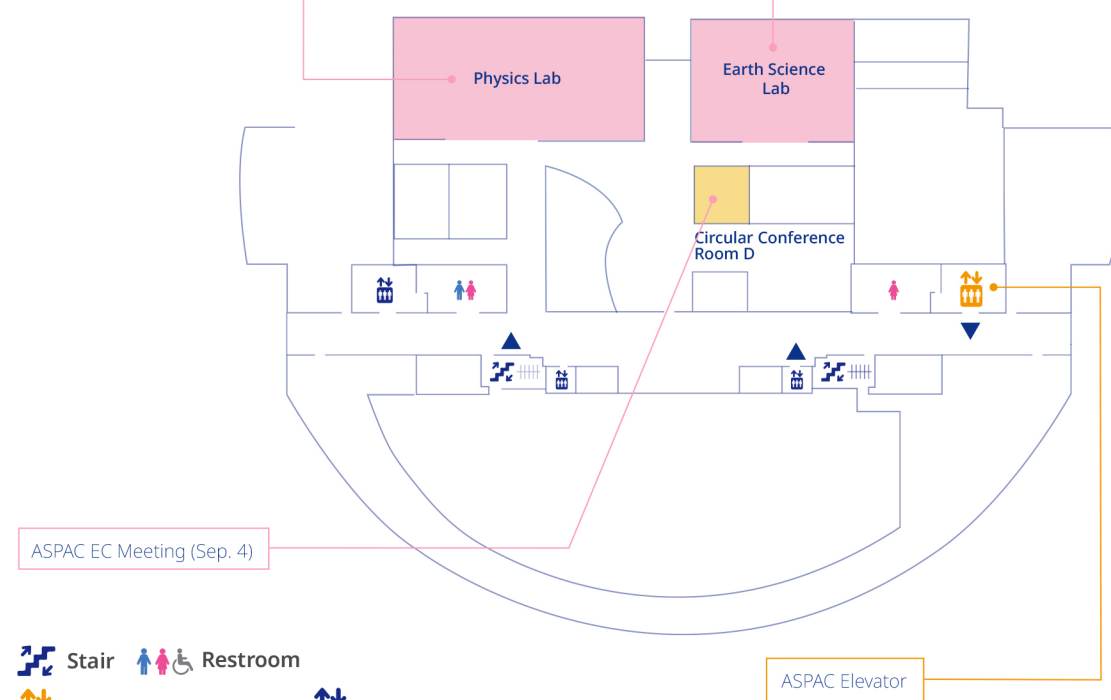 Physics Lab
Earth Science
Lab
Circular Conference
Room D
ASPAC EC Meeting (Sep. 4)
Stair
Restroom
ASPAC Elevator